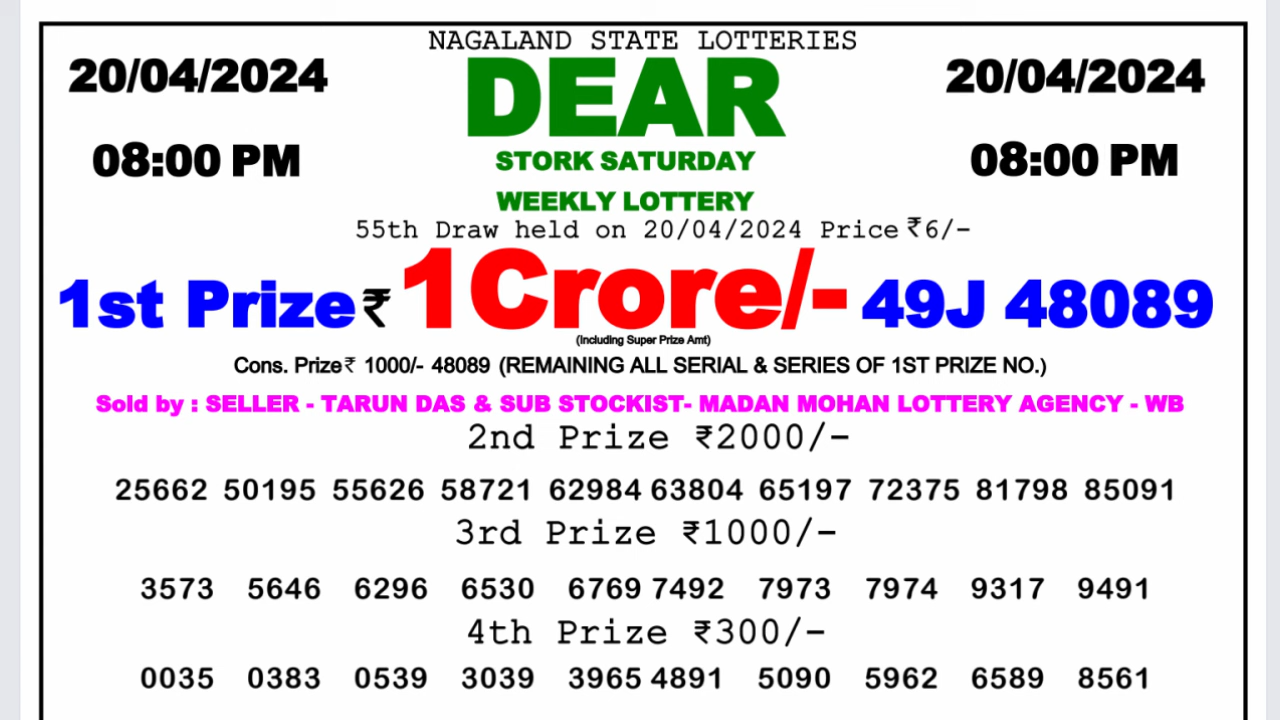 NAGALAND STATE LOTTERIES
20/04/2024 DEAR 20/04/2024
08:00 PM STORK SATURDAY 08:00 PM
WEEKLY LOTTERY
55th Draw held on 20/04/2024 Price ₹6/-
1st Prize ₹ 1Crore/- 49J 48089
(Including Super Prize Amt)
Cons. Prize ₹ 1000/- 48089 (REMAINING ALL SERIAL & SERIES OF 1ST PRIZE NO.)
Sold by : SELLER - TARUN DAS & SUB STOCKIST- MADAN MOHAN LOTTERY AGENCY - WB
2nd Prize ₹2000/-
25662 50195 55626 58721 62984 63804 65197 72375 81798 85091
3rd Prize ₹1000/-
3573 5646 6296 6530 6769 7492 7973 7974 9317 9491
4th Prize ₹300/-
0035 0383 0539 3039 3965 4891 5090 5962 6589 8561